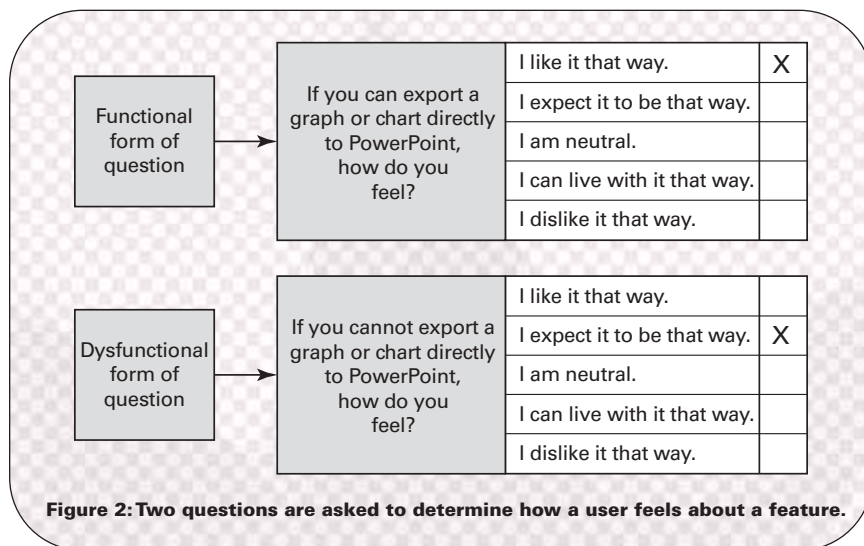 Functional
form of
question
If you can export a
graph or chart directly
to PowerPoint,
how do you
feel?
I like it that way. X
I expect it to be that way.
I am neutral.
I can live with it that way.
I dislike it that way.
Dysfunctional
form of
question
If you cannot export a
graph or chart directly
to PowerPoint,
how do you
feel?
I like it that way.
I expect it to be that way. X
I am neutral.
I can live with it that way.
I dislike it that way.
Figure 2: Two questions are asked to determine how a user feels about a feature.